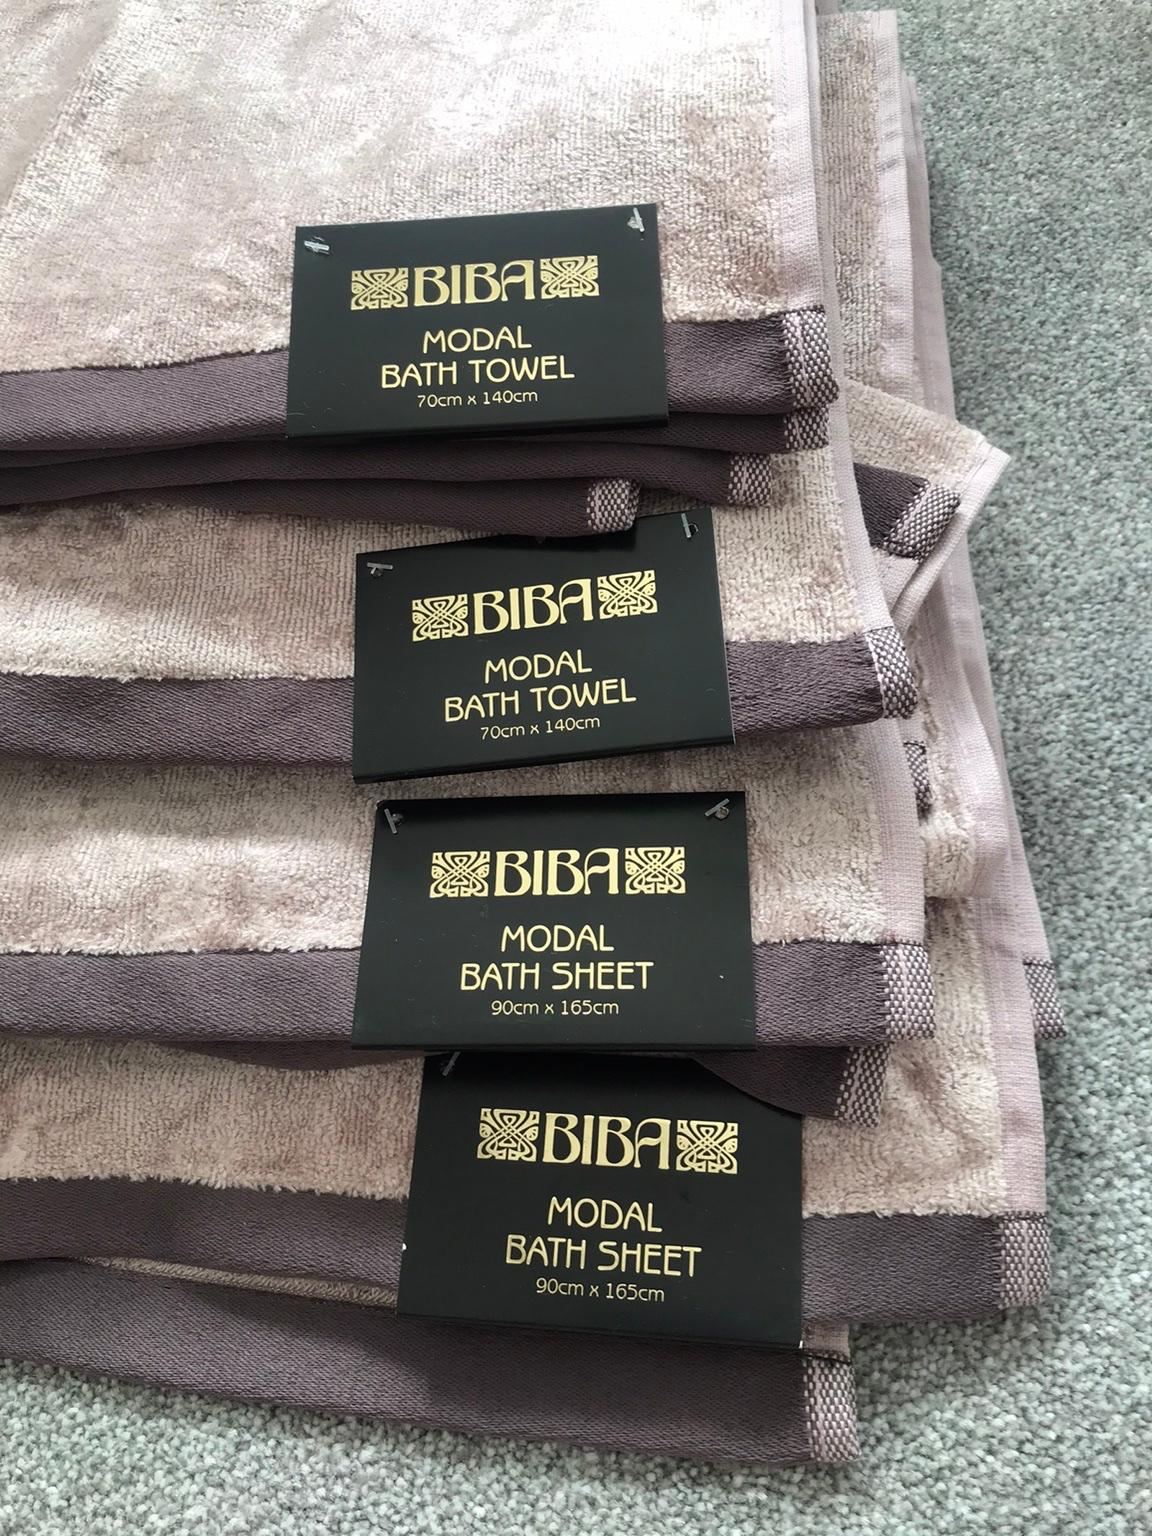 BIBA
MODAL
BATH TOWEL
70cm x 140cm
BIBA
MODAL
BATH TOWEL
70cm x 140cm
BIBA
MODAL
BATH SHEET
90cm x 165cm
BIBA
MODAL
BATH SHEET
90cm x 165cm